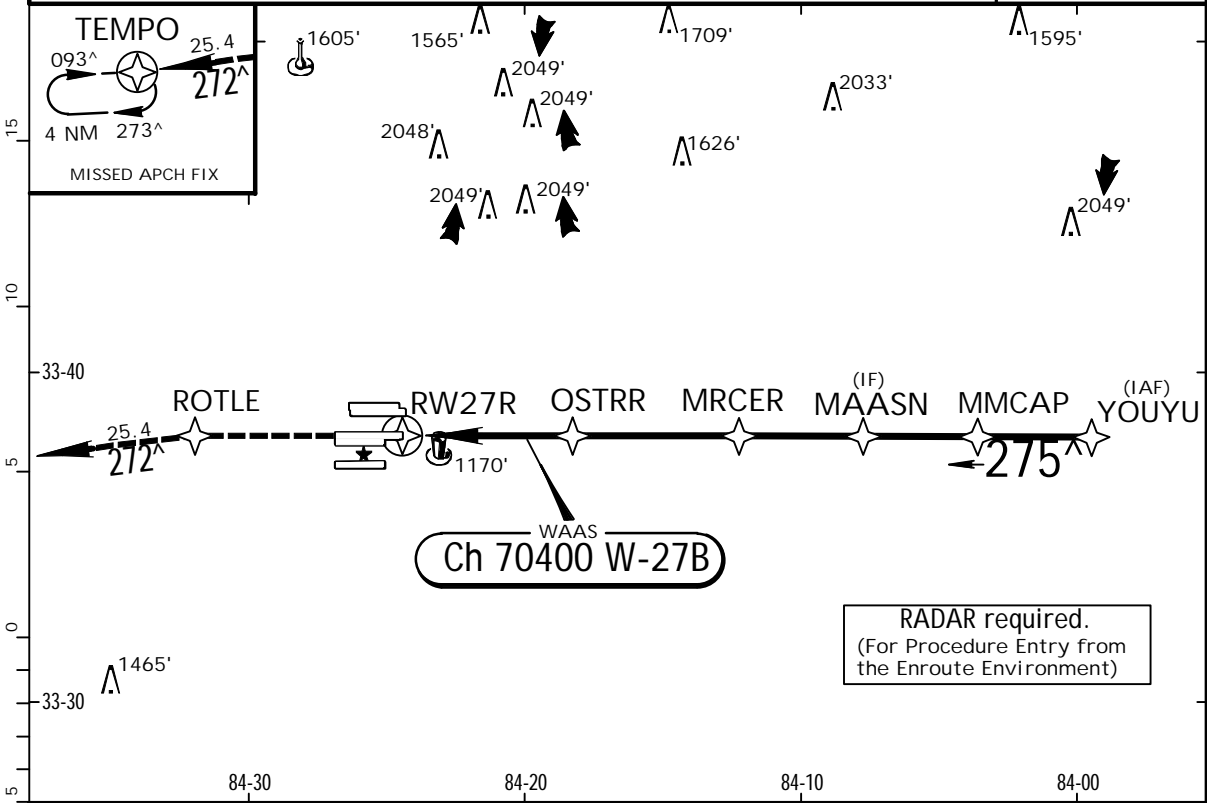 TEMPO
093^
25.4
272^
4 NM 273^
MISSED APCH FIX
1605'
1565'
1709'
1595'
2049'
2049'
2033'
2048'
1626'
2049'
2049'
2049'
15
10
33-40
ROTLE
RW27R
OSTRR
MRCER
(IF)
MAASN
MMCAP
(IAF)
YOUYU
25.4
272^
1170'
275^
5
WAAS
Ch 70400 W-27B
RADAR required.
(For Procedure Entry from
the Enroute Environment)
0
1465'
33-30
5
84-30
84-20
84-10
84-00